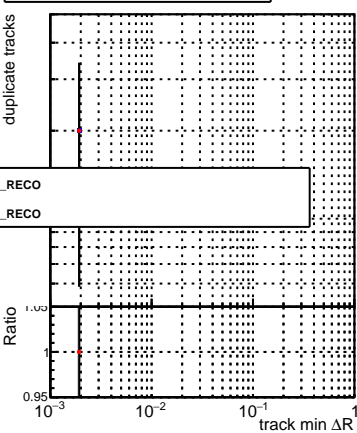 duplicate tracks
_RECO
_RECO
Ratio
1.05
1
0.95
10⁻³ 10⁻² 10⁻¹ 1
track min ΔR